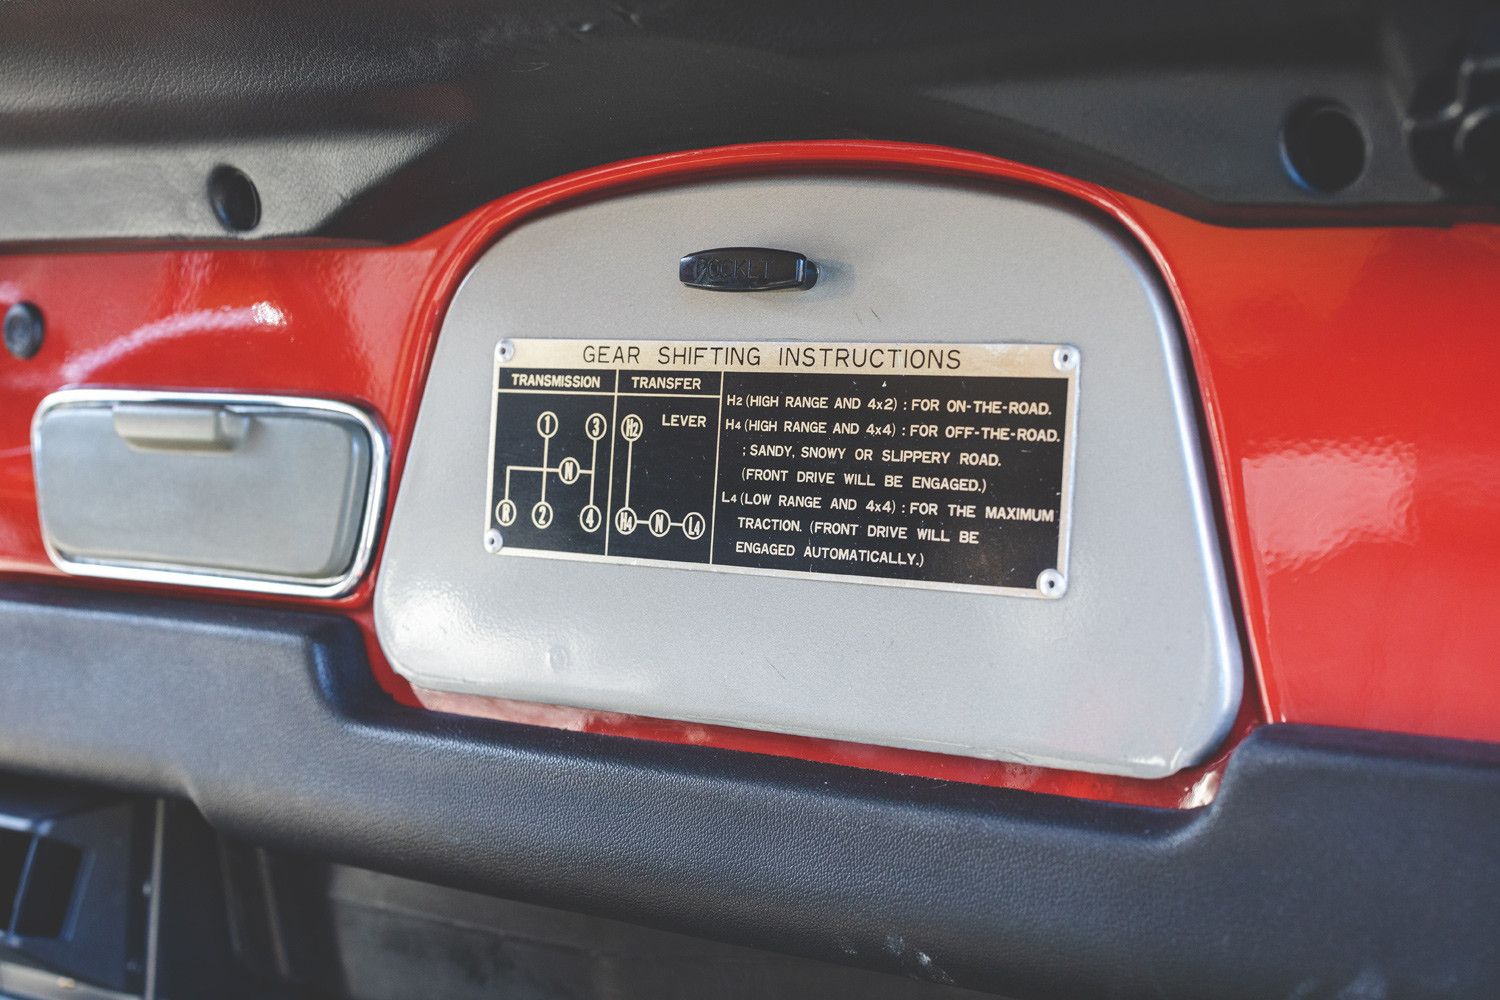 POCKET
GEAR SHIFTING INSTRUCTIONS
TRANSMISSION
1 3
N
R 2 4
TRANSFER
H2 LEVER
H4 N L4
H2 (HIGH RANGE AND 4x2) : FOR ON-THE-ROAD.
H4 (HIGH RANGE AND 4x4) : FOR OFF-THE-ROAD.
; SANDY, SNOWY OR SLIPPERY ROAD.
(FRONT DRIVE WILL BE ENGAGED.)
L4 (LOW RANGE AND 4x4) : FOR THE MAXIMUM
TRACTION. (FRONT DRIVE WILL BE
ENGAGED AUTOMATICALLY.)